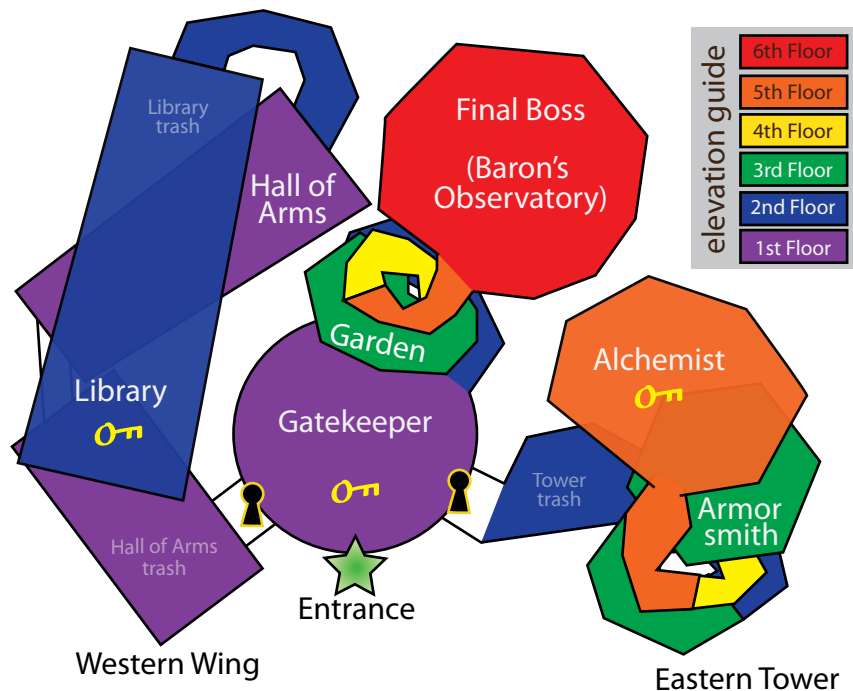 Library
trash
Hall of
Arms
Final Boss
(Baron's
Observatory)
elevation guide
6th Floor
5th Floor
4th Floor
3rd Floor
2nd Floor
1st Floor
Garden
Alchemist
Library
Gatekeeper
Tower
trash
Armor
smith
Hall of Arms
trash
Entrance
Western Wing
Eastern Tower